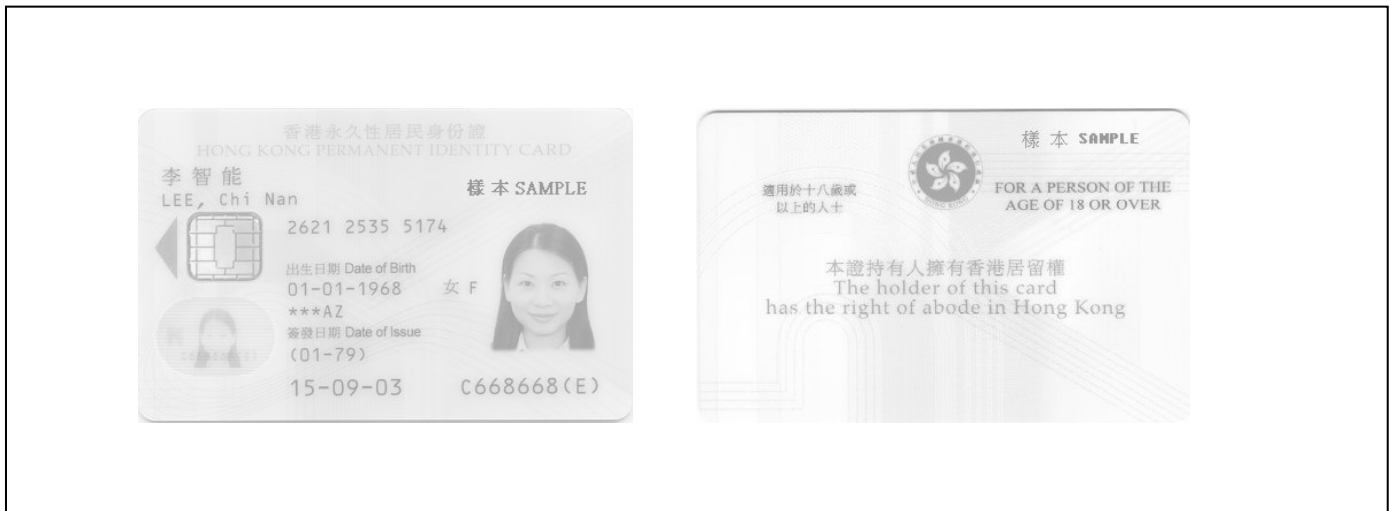 香港永久性居民身份證
HONG KONG PERMANENT IDENTITY CARD
李智能
LEE, Chi Nan
樣本 SAMPLE
2621 2535 5174
出生日期 Date of Birth
01-01-1968 女 F
***AZ
簽發日期 Date of Issue
(01-79)
15-09-03 C668668(E)
樣本 SAMPLE
適用於十八歲或
以上的人士
FOR A PERSON OF THE
AGE OF 18 OR OVER
本證持有人擁有香港居留權
The holder of this card
has the right of abode in Hong Kong